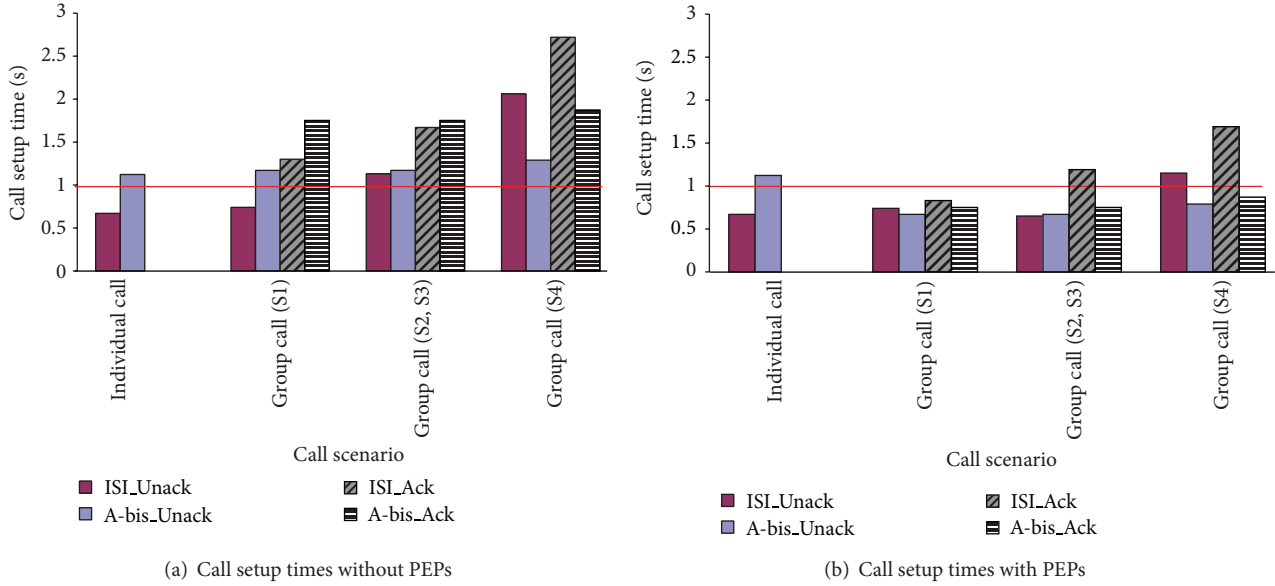 3
2.5
2
1.5
1
0.5
0
Call setup time (s)
Individual call
Group call (S1)
Group call (S2, S3)
Group call (S4)
Call scenario
ISI_Unack
ISI_Ack
A-bis_Unack
A-bis_Ack
(a) Call setup times without PEPs
3
2.5
2
1.5
1
0.5
0
Call setup time (s)
Individual call
Group call (S1)
Group call (S2, S3)
Group call (S4)
Call scenario
ISI_Unack
ISI_Ack
A-bis_Unack
A-bis_Ack
(b) Call setup times with PEPs